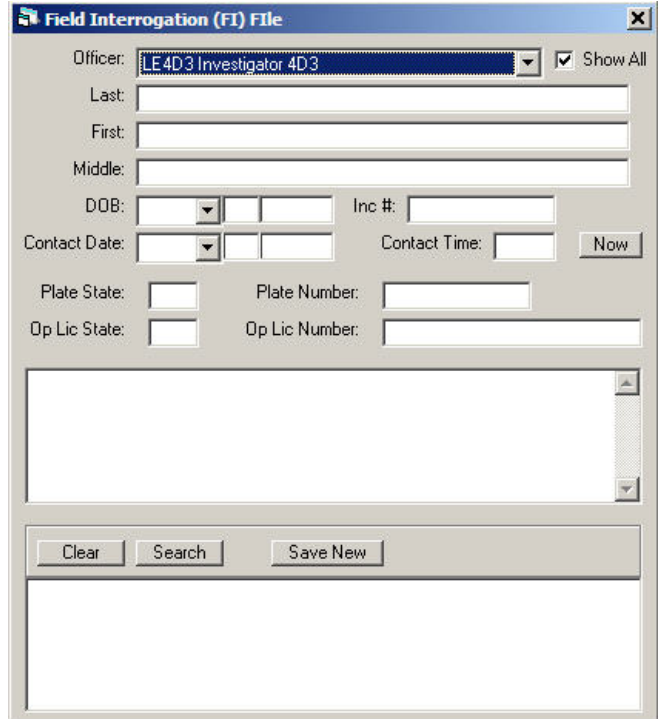 Field Interrogation (FI) FIle
Officer: LE4D3 Investigator 4D3 Show All
Last:
First:
Middle:
DOB: Inc #:
Contact Date: Contact Time: Now
Plate State: Plate Number:
Op Lic State: Op Lic Number:
Clear Search Save New